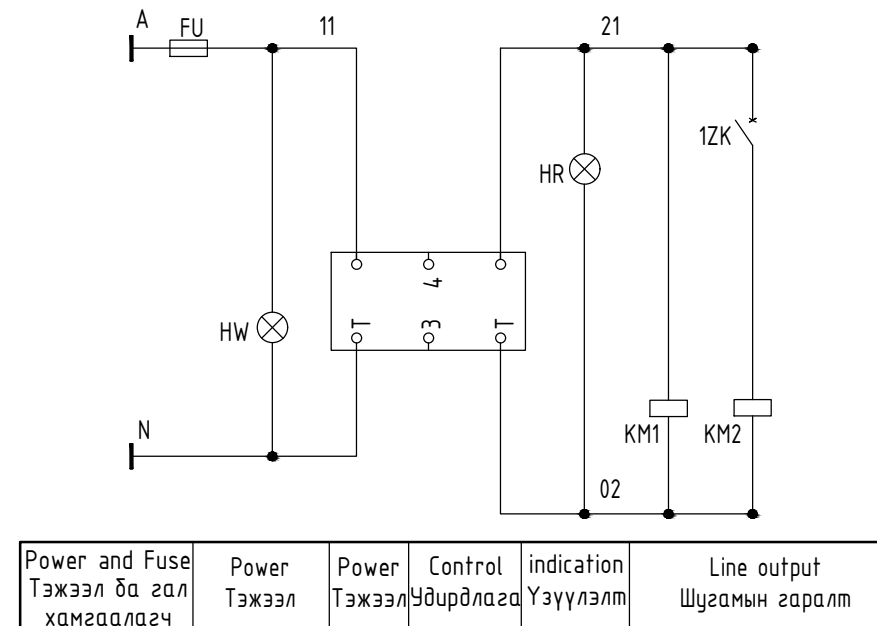 A
FU
11
21
1ZK
HR
4
HW
T
3
T
N
KM1
KM2
02
Power and Fuse
Тэжээл ба гал
хамгаалагч
Power
Тэжээл
Power
Тэжээл
Control
Удирдлага
indication
Үзүүлэлт
Line output
Шугамын гаралт